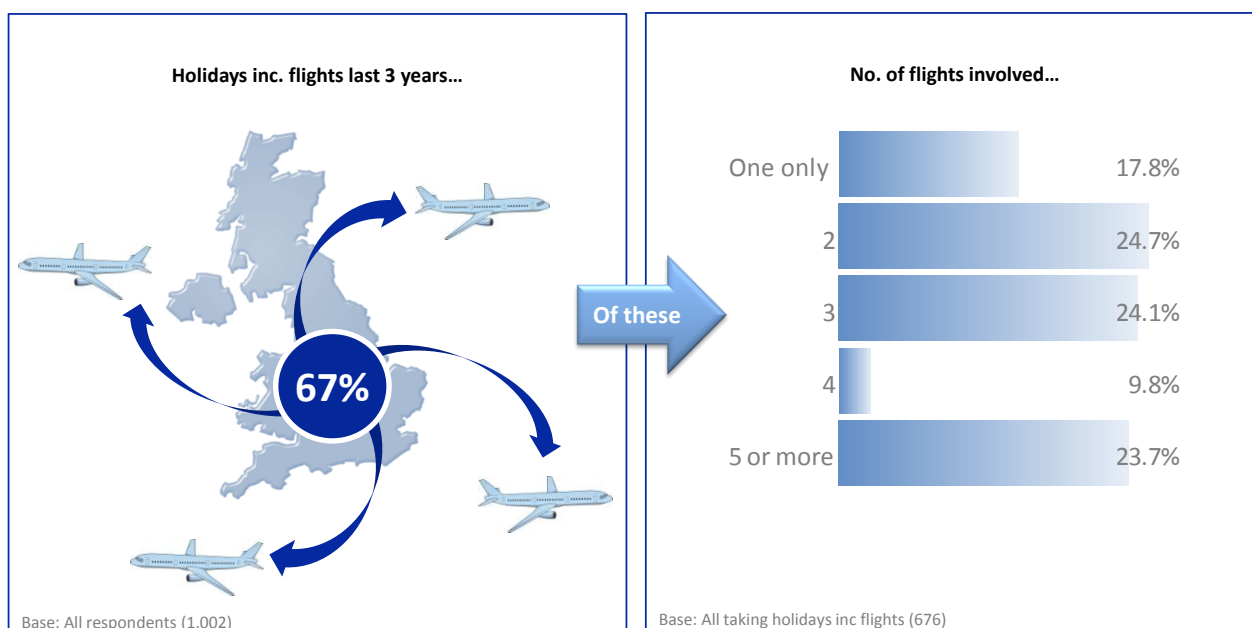 Holidays inc. flights last 3 years…
67%
Base: All respondents (1,002)
Of these
No. of flights involved…
One only 17.8%
2 24.7%
3 24.1%
4 9.8%
5 or more 23.7%
Base: All taking holidays inc flights (676)